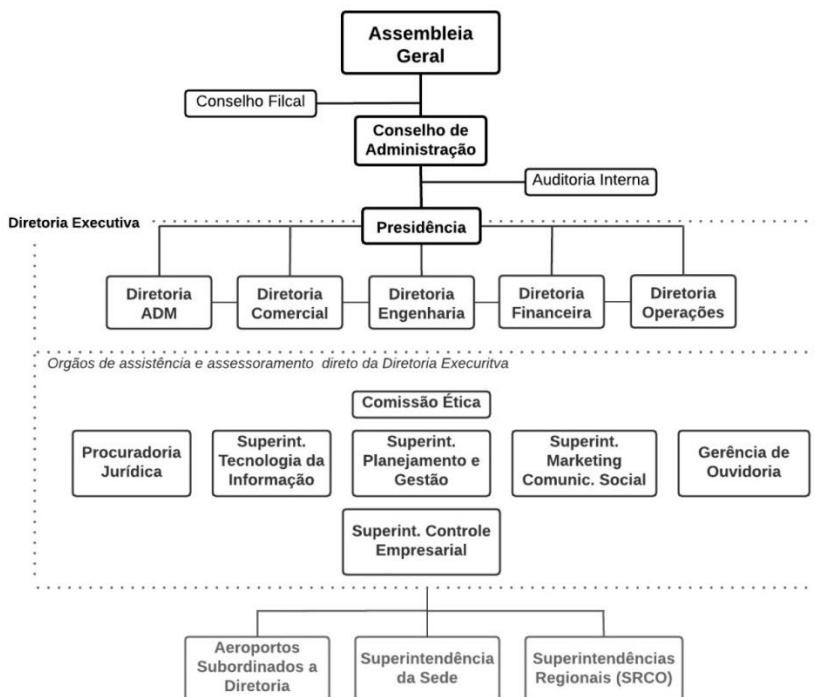 Assembleia
Geral
Conselho Filcal
Conselho de
Administração
Auditoria Interna
Diretoria Executiva
Presidência
Diretoria
ADM
Diretoria
Comercial
Diretoria
Engenharia
Diretoria
Financeira
Diretoria
Operações
Orgãos de assistência e assessoramento direto da Diretoria Execuritva
Comissão Ética
Procuradoria
Jurídica
Superint.
Tecnologia da
Informação
Superint.
Planejamento e
Gestão
Superint.
Marketing
Comunic. Social
Gerência de
Ouvidoria
Superint. Controle
Empresarial
Aeroportos
Subordinados a
Diretoria
Superintendência
da Sede
Superintendências
Regionais (SRCO)